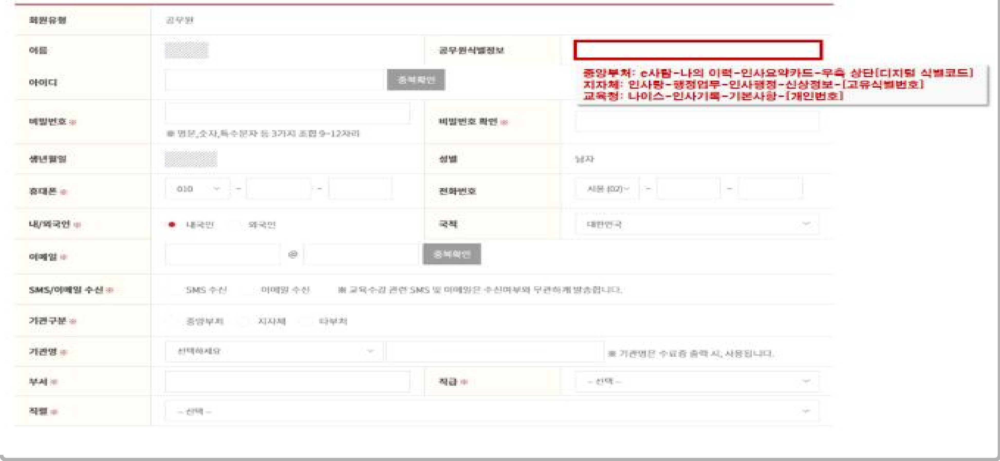 회원유형 공무원
이름 공무원식별정보
중앙부처: e사람-나의 이력-인사요약카드-우측 상단[디지털 식별코드]
지자체: 인사랑-행정업무-인사행정-신상정보-[고유식별번호]
교육청: 나이스-인사기록-기본사항-[개인번호]
아이디 중복확인
비밀번호 ※ 비밀번호 확인 ※
※ 영문,숫자,특수문자 등 3가지 조합 9~12자리
생년월일 성별 남자
휴대폰 ※ 010 - - 전화번호 서울 (02) - -
내/외국인 ※ 내국인 외국인 국적 대한민국
이메일 ※ @ 중복확인
SMS/이메일 수신 ※ SMS 수신 이메일 수신 ※ 교육수강 관련 SMS 및 이메일은 수신여부와 무관하게 발송합니다.
기관구분 ※ 중앙부처 지자체 타부처
기관명 ※ 선택하세요 ※ 기관명은 수료증 출력 시, 사용됩니다.
부서 ※ 직급 ※ -- 선택 --
직렬 ※ -- 선택 --